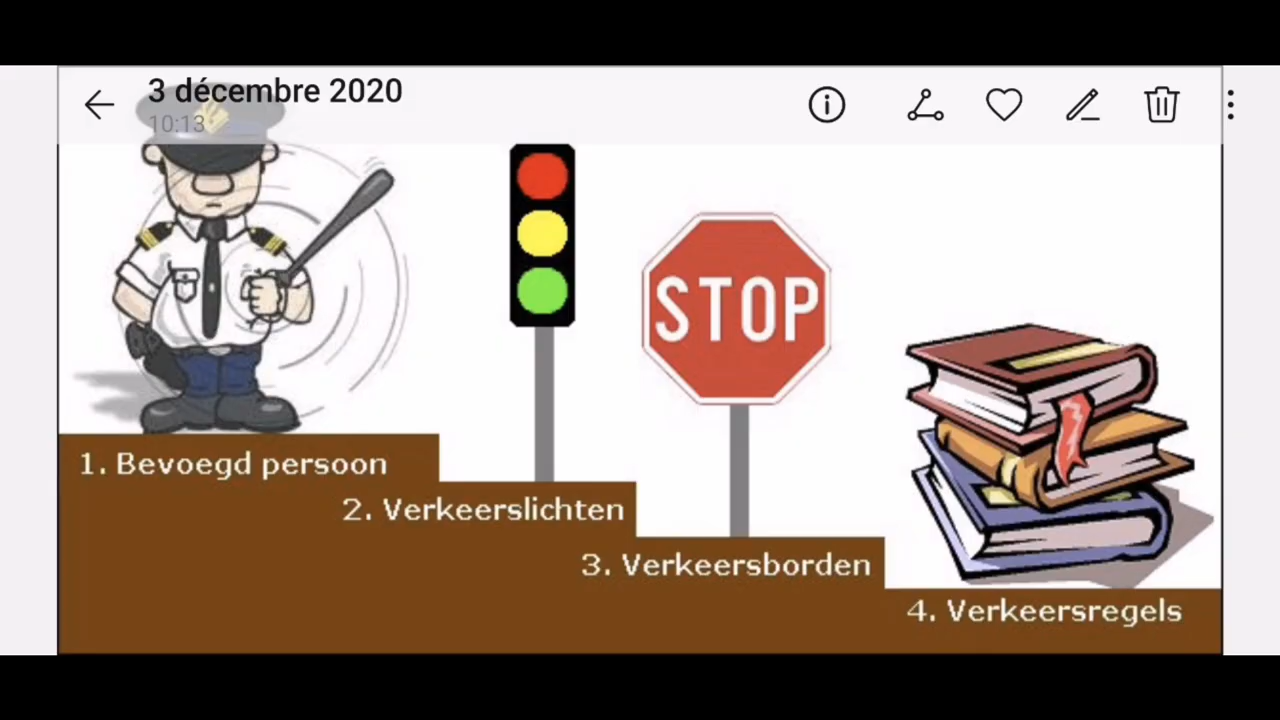 3 décembre 2020
10:13
STOP
1. Bevoegd persoon
2. Verkeerslichten
3. Verkeersborden
4. Verkeersregels